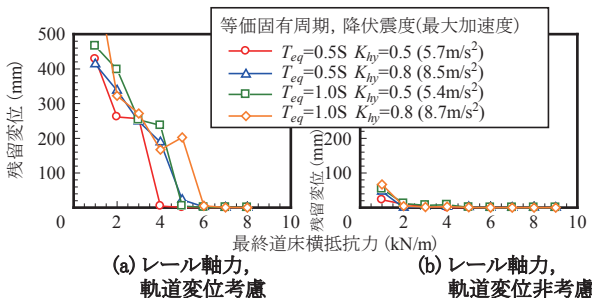 等価固有周期，降伏震度(最大加速度)
Teq=0.5S Khy=0.5 (5.7m/s2)
Teq=0.5S Khy=0.8 (8.5m/s2)
Teq=1.0S Khy=0.5 (5.4m/s2)
Teq=1.0S Khy=0.8 (8.7m/s2)
残留変位 (mm)
500
400
300
200
100
0
0 2 4 6 8 10
残留変位 (mm)
200
100
0
0 2 4 6 8 10
最終道床横抵抗力 (kN/m)
(a) レール軸力，
軌道変位考慮
(b) レール軸力，
軌道変位非考慮